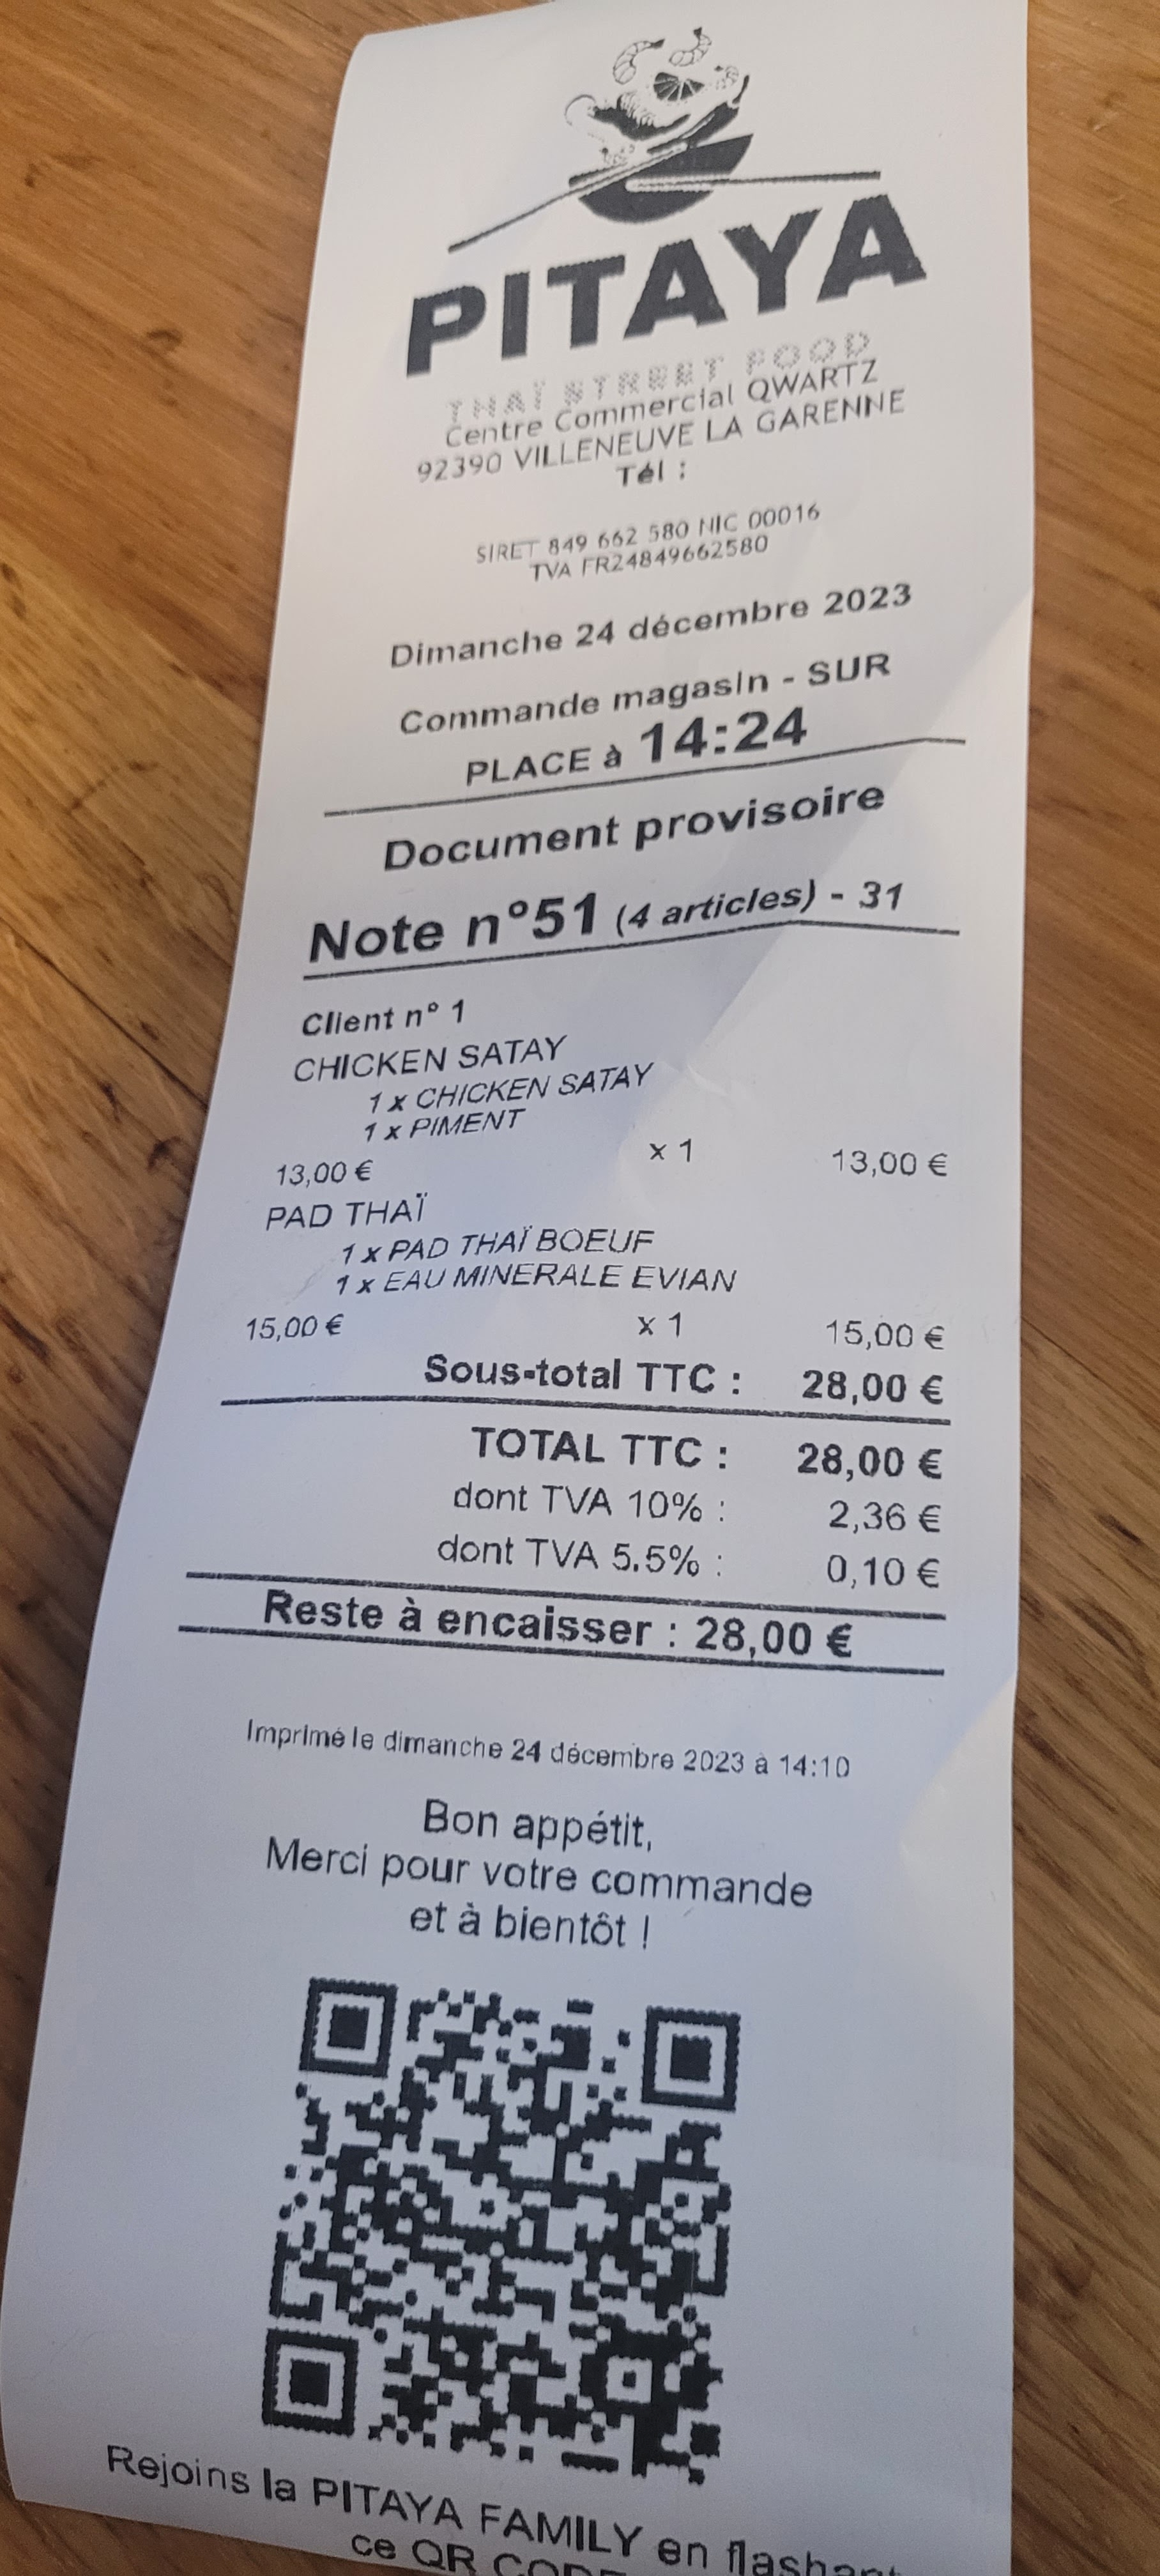 PITAYA
THAÏ STREET FOOD
Centre Commercial QWARTZ
92390 VILLENEUVE LA GARENNE
Tél :
SIRET 849 662 580 NIC 00016
TVA FR24849662580
Dimanche 24 décembre 2023
Commande magasin - SUR
PLACE à 14:24
Document provisoire
Note n°51 (4 articles) - 31
Client n° 1
CHICKEN SATAY
1 x CHICKEN SATAY
1 x PIMENT
13,00 € x 1 13,00 €
PAD THAÏ
1 x PAD THAÏ BOEUF
1 x EAU MINERALE EVIAN
15,00 € x 1 15,00 €
Sous-total TTC : 28,00 €
TOTAL TTC : 28,00 €
dont TVA 10% : 2,36 €
dont TVA 5.5% : 0,10 €
Reste à encaisser : 28,00 €
Imprimé le dimanche 24 décembre 2023 à 14:10
Bon appétit,
Merci pour votre commande
et à bientôt !
Rejoins la PITAYA FAMILY en flashant
ce QR CODE